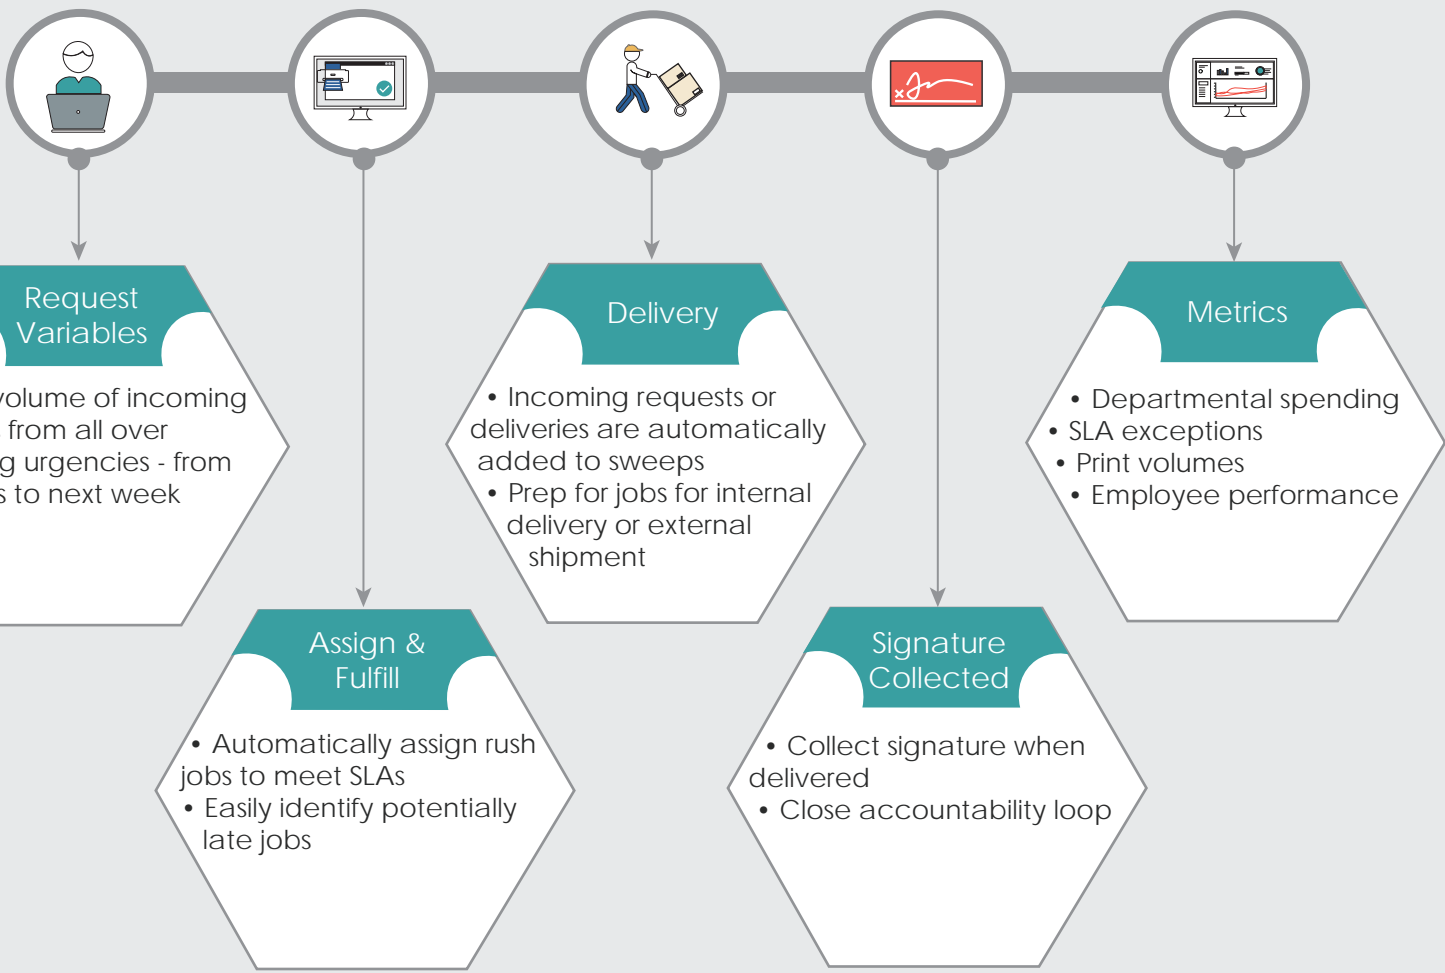 Request
Variables
volume of incoming
from all over
urgencies - from
to next week
Assign &
Fulfill
• Automatically assign rush
jobs to meet SLAs
• Easily identify potentially
late jobs
Delivery
• Incoming requests or
deliveries are automatically
added to sweeps
• Prep for jobs for internal
delivery or external
shipment
Signature
Collected
• Collect signature when
delivered
• Close accountability loop
Metrics
• Departmental spending
• SLA exceptions
• Print volumes
• Employee performance